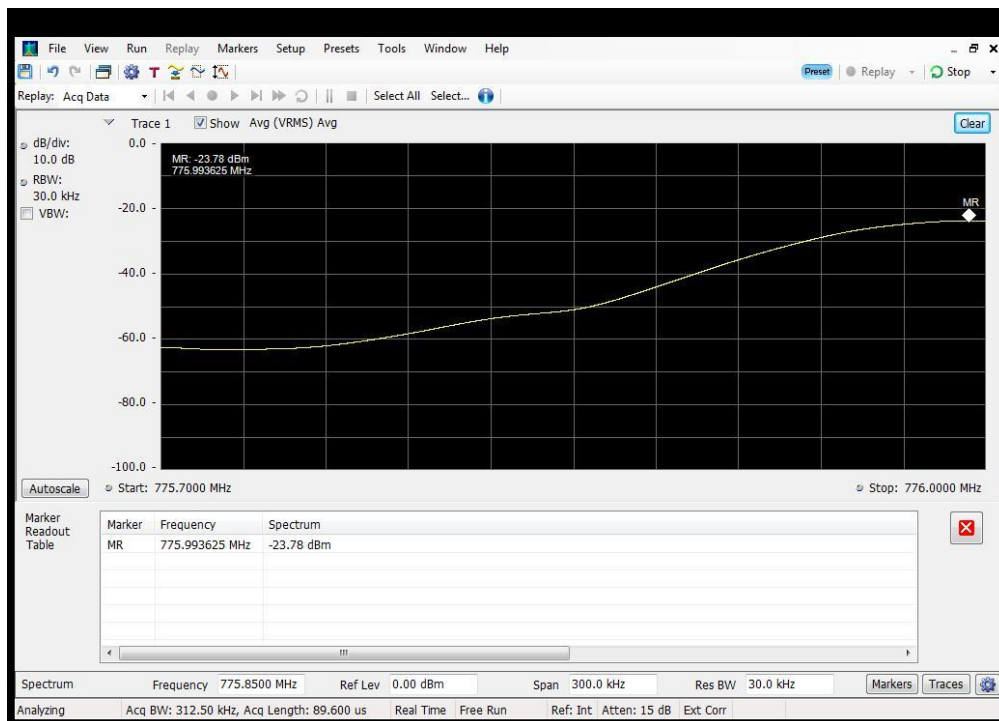 File View Run Replay Markers Setup Presets Tools Window Help
Preset Replay Stop
Replay: Acq Data Select All Select...
Trace 1 Show Avg (VRMS) Avg Clear
dB/div:
10.0 dB
RBW:
30.0 kHz
VBW:
0.0
MR: -23.78 dBm
775.993625 MHz
-20.0
MR
-40.0
-60.0
-80.0
-100.0
Autoscale Start: 775.7000 MHz Stop: 776.0000 MHz
Marker
Readout
Table
Marker Frequency Spectrum
MR 775.993625 MHz -23.78 dBm
Spectrum Frequency 775.8500 MHz Ref Lev 0.00 dBm Span 300.0 kHz Res BW 30.0 kHz Markers Traces
Analyzing Acq BW: 312.50 kHz, Acq Length: 89.600 us Real Time Free Run Ref: Int Atten: 15 dB Ext Corr